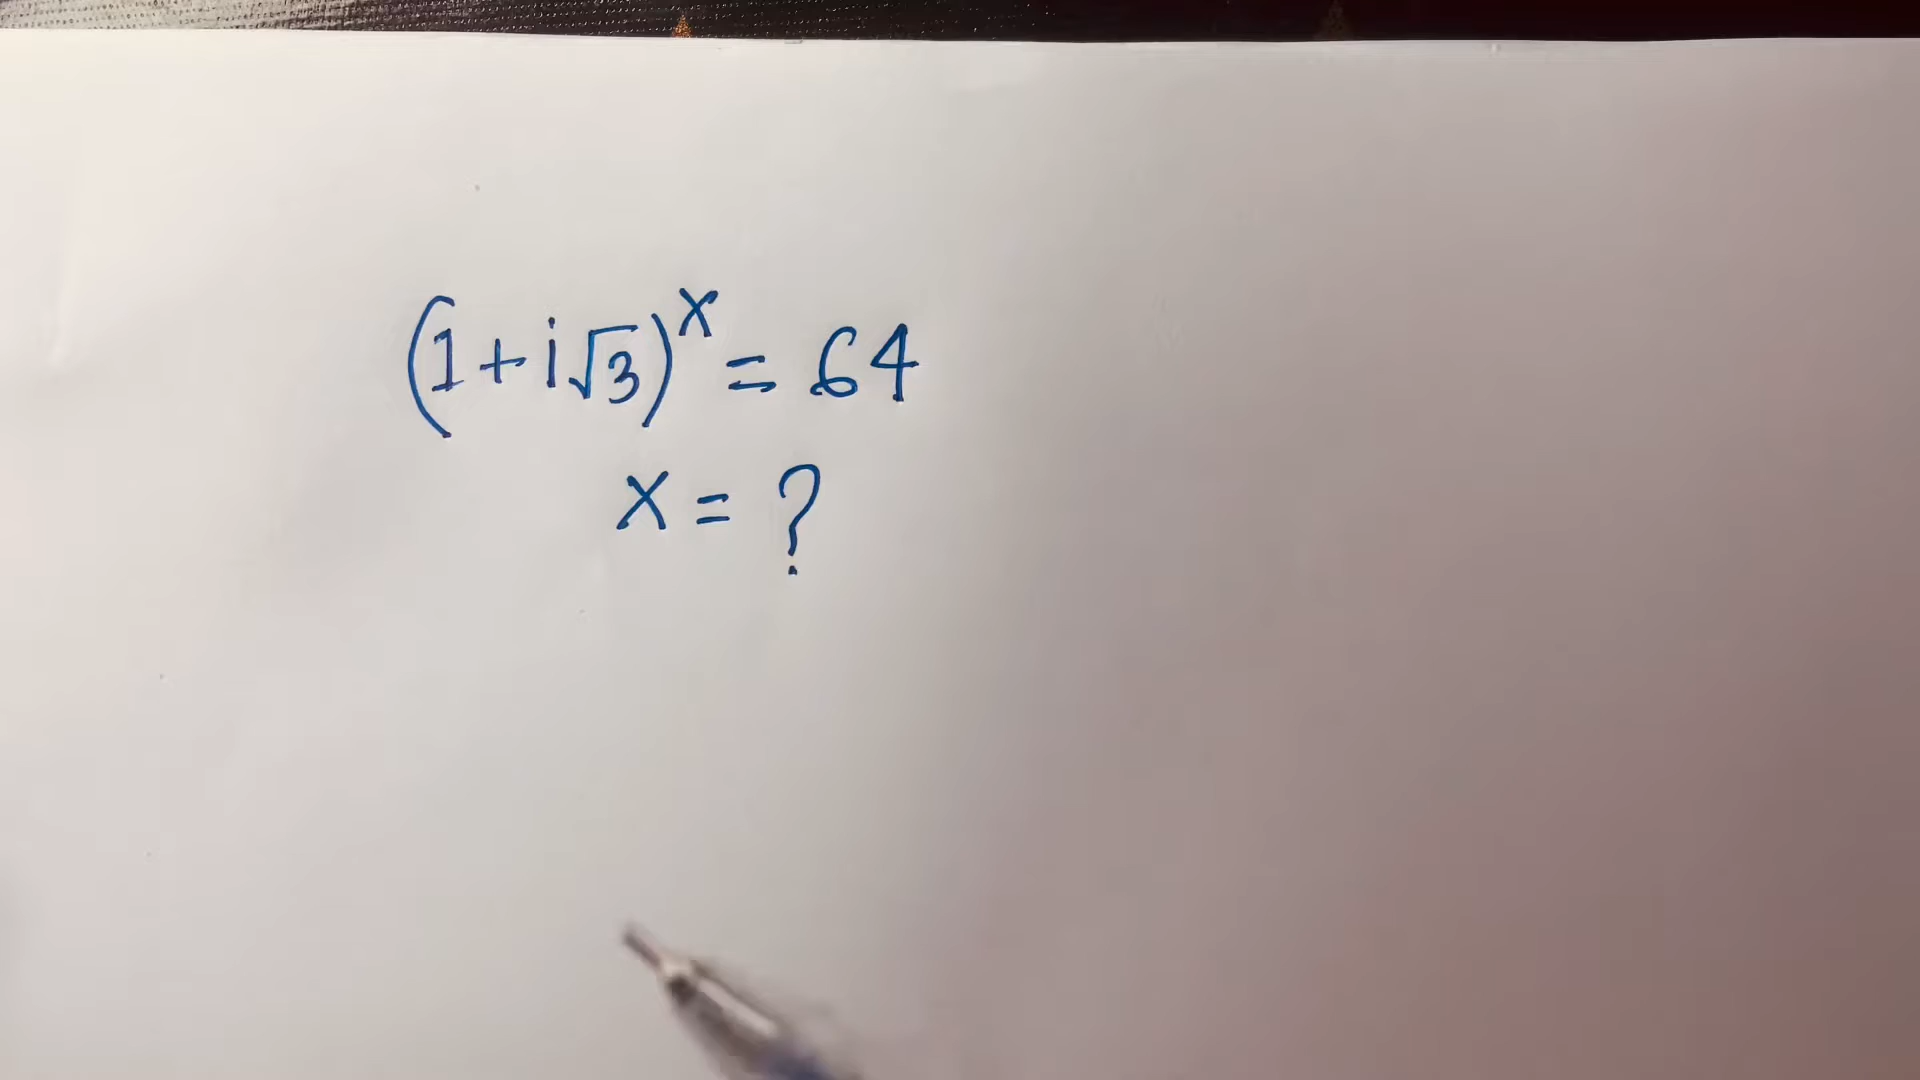 (1+i√3)^x = 64
x = ?